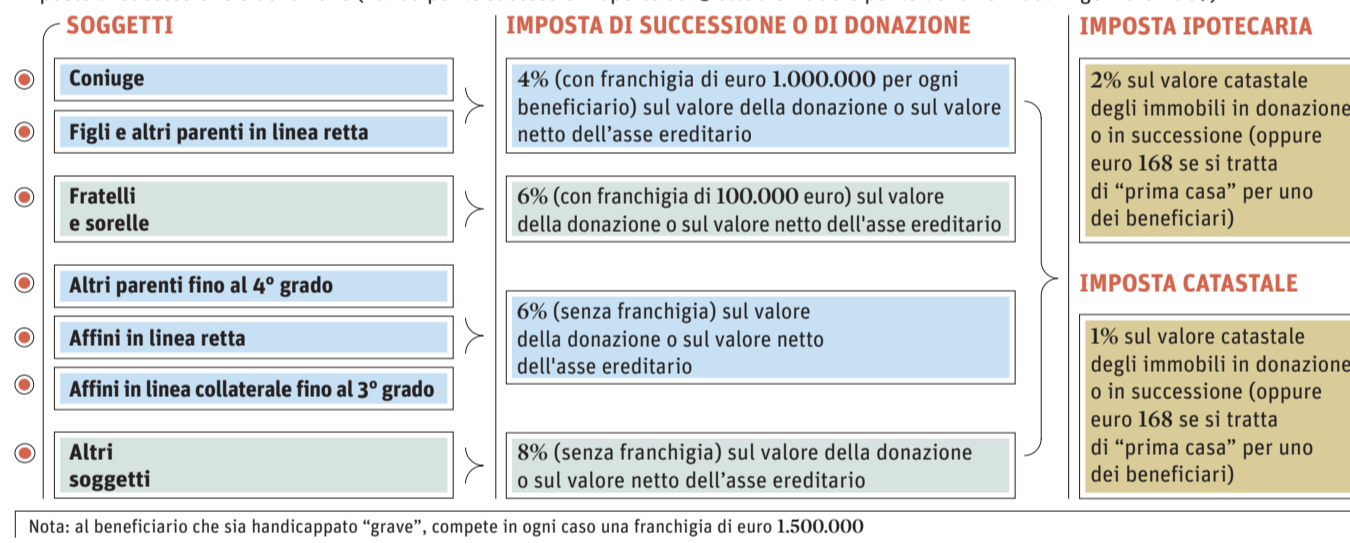 SOGGETTI
Coniuge
Figli e altri parenti in linea retta
Fratelli
e sorelle
Altri parenti fino al 4° grado
Affini in linea retta
Affini in linea collaterale fino al 3° grado
Altri
soggetti
IMPOSTA DI SUCCESSIONE O DI DONAZIONE
4% (con franchigia di euro 1.000.000 per ogni
beneficiario) sul valore della donazione o sul valore
netto dell’asse ereditario
6% (con franchigia di 100.000 euro) sul valore
della donazione o sul valore netto dell'asse ereditario
6% (senza franchigia) sul valore
della donazione o sul valore netto
dell'asse ereditario
8% (senza franchigia) sul valore della donazione
o sul valore netto dell’asse ereditario
IMPOSTA IPOTECARIA
2% sul valore catastale
degli immobili in donazione
o in successione (oppure
euro 168 se si tratta
di “prima casa” per uno
dei beneficiari)
IMPOSTA CATASTALE
1% sul valore catastale
degli immobili in donazione
o in successione (oppure
euro 168 se si tratta
di “prima casa” per uno
dei beneficiari)
Nota: al beneficiario che sia handicappato “grave”, compete in ogni caso una franchigia di euro 1.500.000